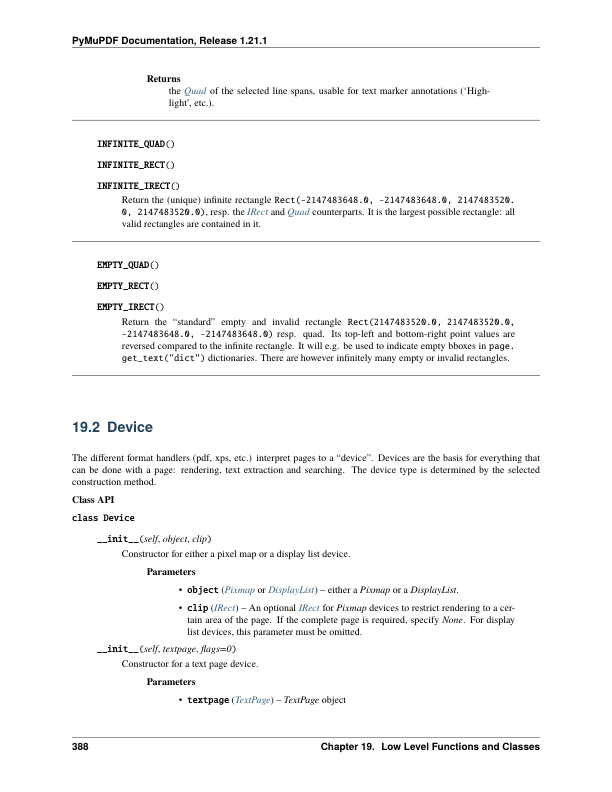 PyMuPDF Documentation, Release 1.21.1
Returns
the Quad of the selected line spans, usable for text marker annotations (‘High-
light’, etc.).
INFINITE_QUAD()
INFINITE_RECT()
INFINITE_IRECT()
Return the (unique) infinite rectangle Rect(-2147483648.0, -2147483648.0, 2147483520.
0, 2147483520.0), resp. the IRect and Quad counterparts. It is the largest possible rectangle: all
valid rectangles are contained in it.
EMPTY_QUAD()
EMPTY_RECT()
EMPTY_IRECT()
Return the “standard” empty and invalid rectangle Rect(2147483520.0, 2147483520.0,
-2147483648.0, -2147483648.0) resp. quad. Its top-left and bottom-right point values are
reversed compared to the infinite rectangle. It will e.g. be used to indicate empty bboxes in page.
get_text("dict") dictionaries. There are however infinitely many empty or invalid rectangles.
19.2 Device
The different format handlers (pdf, xps, etc.) interpret pages to a “device”. Devices are the basis for everything that
can be done with a page: rendering, text extraction and searching. The device type is determined by the selected
construction method.
Class API
class Device
__init__(self, object, clip)
Constructor for either a pixel map or a display list device.
Parameters
• object (Pixmap or DisplayList) – either a Pixmap or a DisplayList.
• clip (IRect) – An optional IRect for Pixmap devices to restrict rendering to a cer-
tain area of the page. If the complete page is required, specify None. For display
list devices, this parameter must be omitted.
__init__(self, textpage, flags=0)
Constructor for a text page device.
Parameters
• textpage (TextPage) – TextPage object
388 Chapter 19. Low Level Functions and Classes